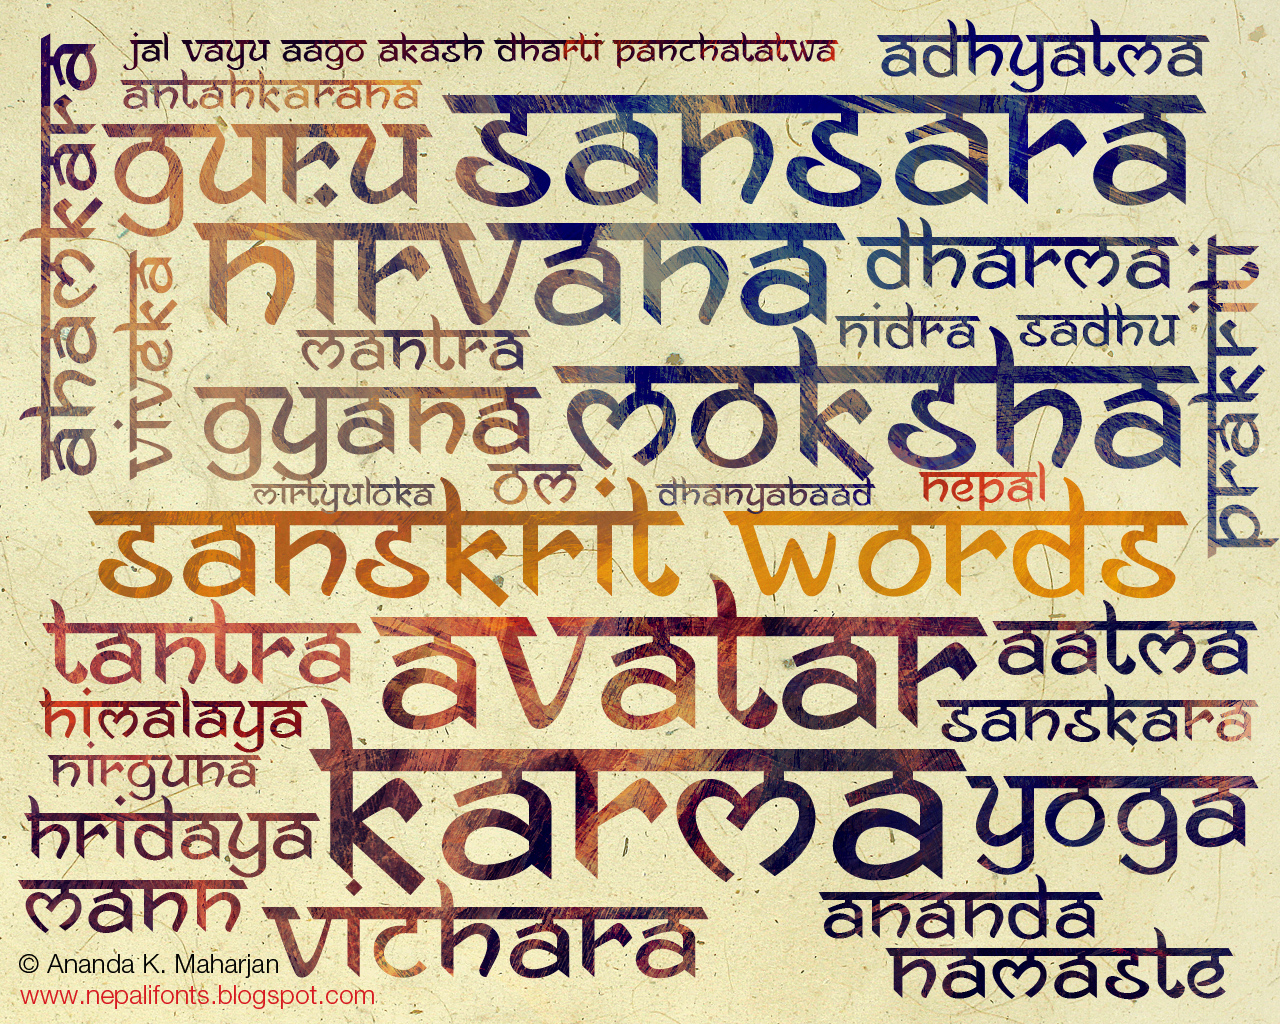 jal vayu aago akash dharti panchatatwa
adhyatma
antahkarana
ahamkara
guru
sansara
viveka
nirvana
dharma
prakriti
mantra
nidra
sadhu
gyana
moksha
mirtyuloka
om
dhanyabaad
nepal
sanskrit words
tantra
avatar
aatma
himalaya
sanskara
nirguna
karma
yoga
hridaya
mann
vichara
ananda
namaste
© Ananda K. Maharjan
www.nepalifonts.blogspot.com